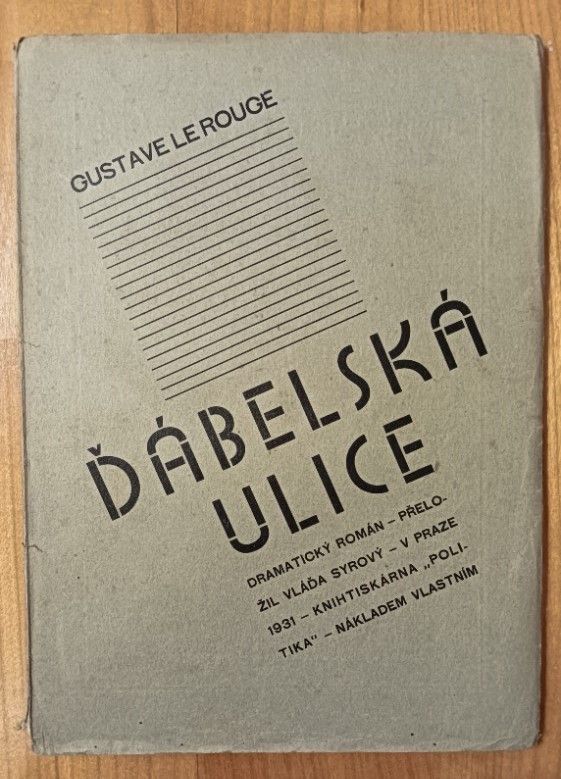 GUSTAVE LE ROUGE
ĎÁBELSKÁ
ULICE
DRAMATICKÝ ROMÁN – PŘELO-
ŽIL VLÁĎA SYROVÝ – V PRAZE
1931 – KNIHTISKÁRNA „POLI-
TIKA“ – NÁKLADEM VLASTNÍM